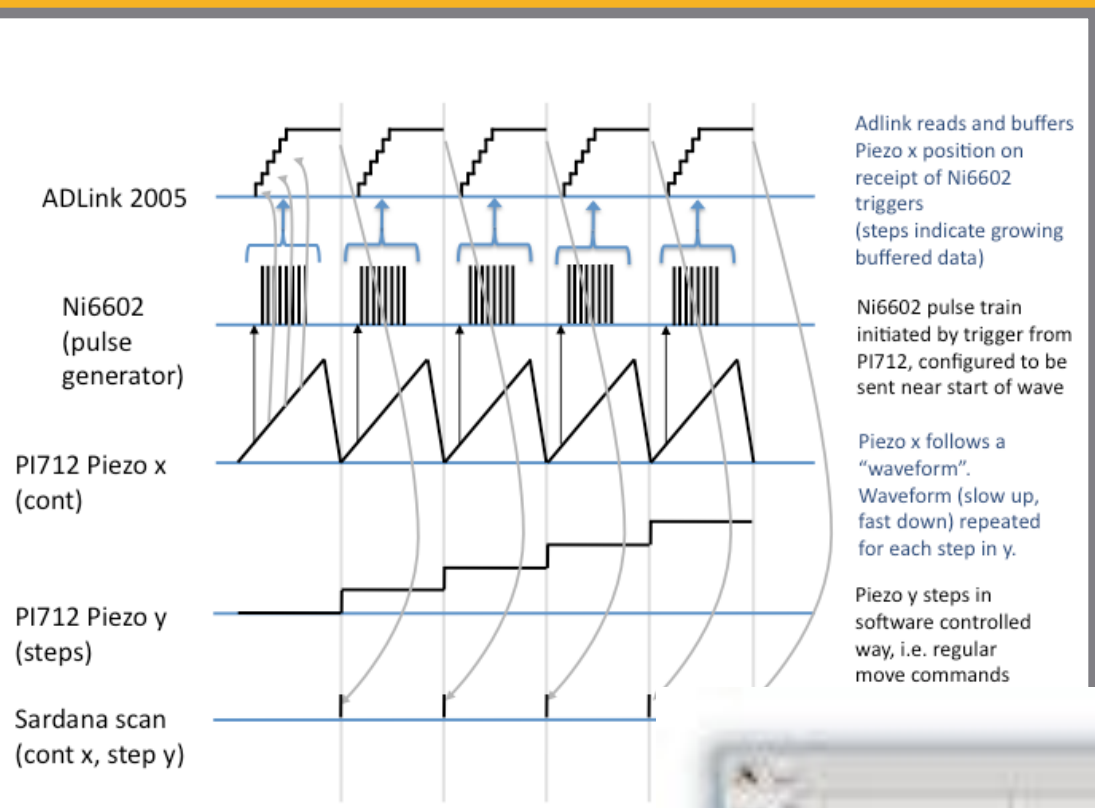 ADLink 2005
Ni6602
(pulse
generator)
PI712 Piezo x
(cont)
PI712 Piezo y
(steps)
Sardana scan
(cont x, step y)
Adlink reads and buffers
Piezo x position on
receipt of Ni6602
triggers
(steps indicate growing
buffered data)
Ni6602 pulse train
initiated by trigger from
PI712, configured to be
sent near start of wave
Piezo x follows a
“waveform”.
Waveform (slow up,
fast down) repeated
for each step in y.
Piezo y steps in
software controlled
way, i.e. regular
move commands